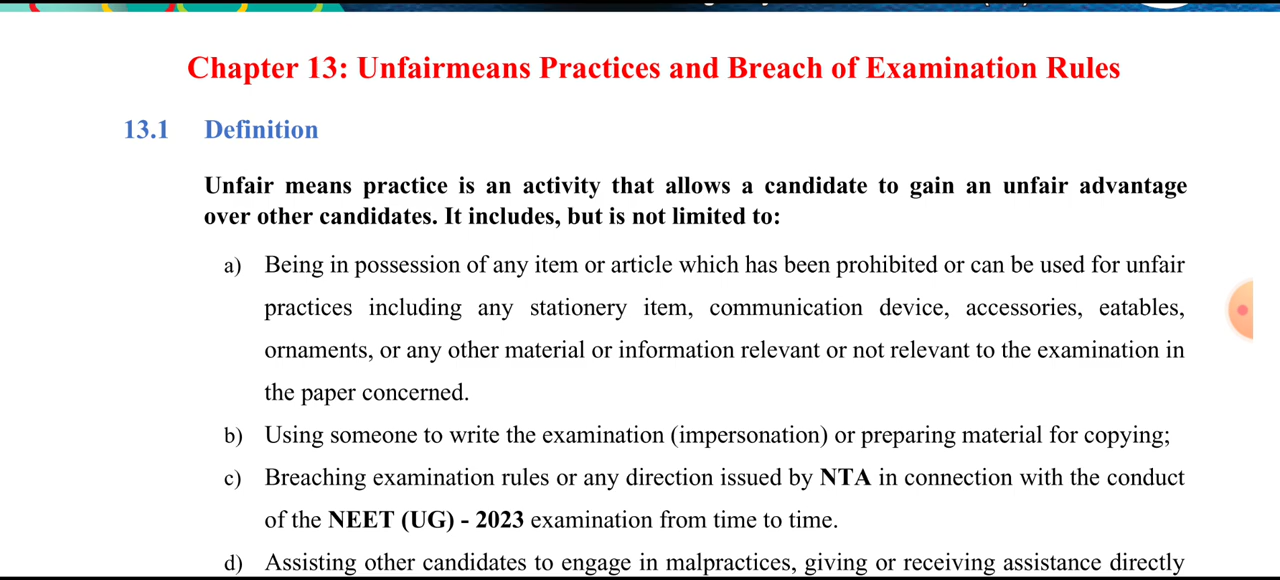 Chapter 13: Unfairmeans Practices and Breach of Examination Rules
13.1 Definition
Unfair means practice is an activity that allows a candidate to gain an unfair advantage
over other candidates. It includes, but is not limited to:
a) Being in possession of any item or article which has been prohibited or can be used for unfair
practices including any stationery item, communication device, accessories, eatables,
ornaments, or any other material or information relevant or not relevant to the examination in
the paper concerned.
b) Using someone to write the examination (impersonation) or preparing material for copying;
c) Breaching examination rules or any direction issued by NTA in connection with the conduct
of the NEET (UG) - 2023 examination from time to time.
d) Assisting other candidates to engage in malpractices, giving or receiving assistance directly